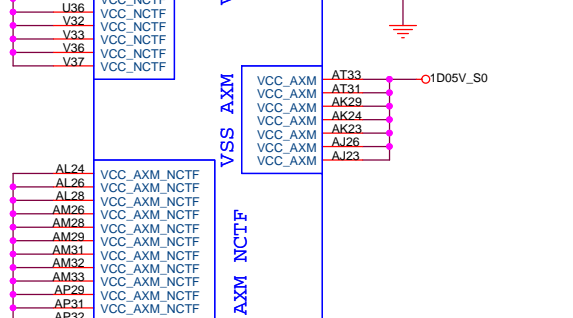 VCC_NCTF
U36 VCC_NCTF
V32 VCC_NCTF
V33 VCC_NCTF
V36 VCC_NCTF
V37 VCC_NCTF
VSS AXM
VCC_AXM AT33 1D05V_S0
VCC_AXM AT31
VCC_AXM AK29
VCC_AXM AK24
VCC_AXM AK23
VCC_AXM AJ26
VCC_AXM AJ23
AL24 VCC_AXM_NCTF
AL26 VCC_AXM_NCTF
AL28 VCC_AXM_NCTF
AM26 VCC_AXM_NCTF
AM28 VCC_AXM_NCTF
AM29 VCC_AXM_NCTF
AM31 VCC_AXM_NCTF
AM32 VCC_AXM_NCTF
AM33 VCC_AXM_NCTF
AP29 VCC_AXM_NCTF
AP31 VCC_AXM_NCTF
AP32
AXM NCTF